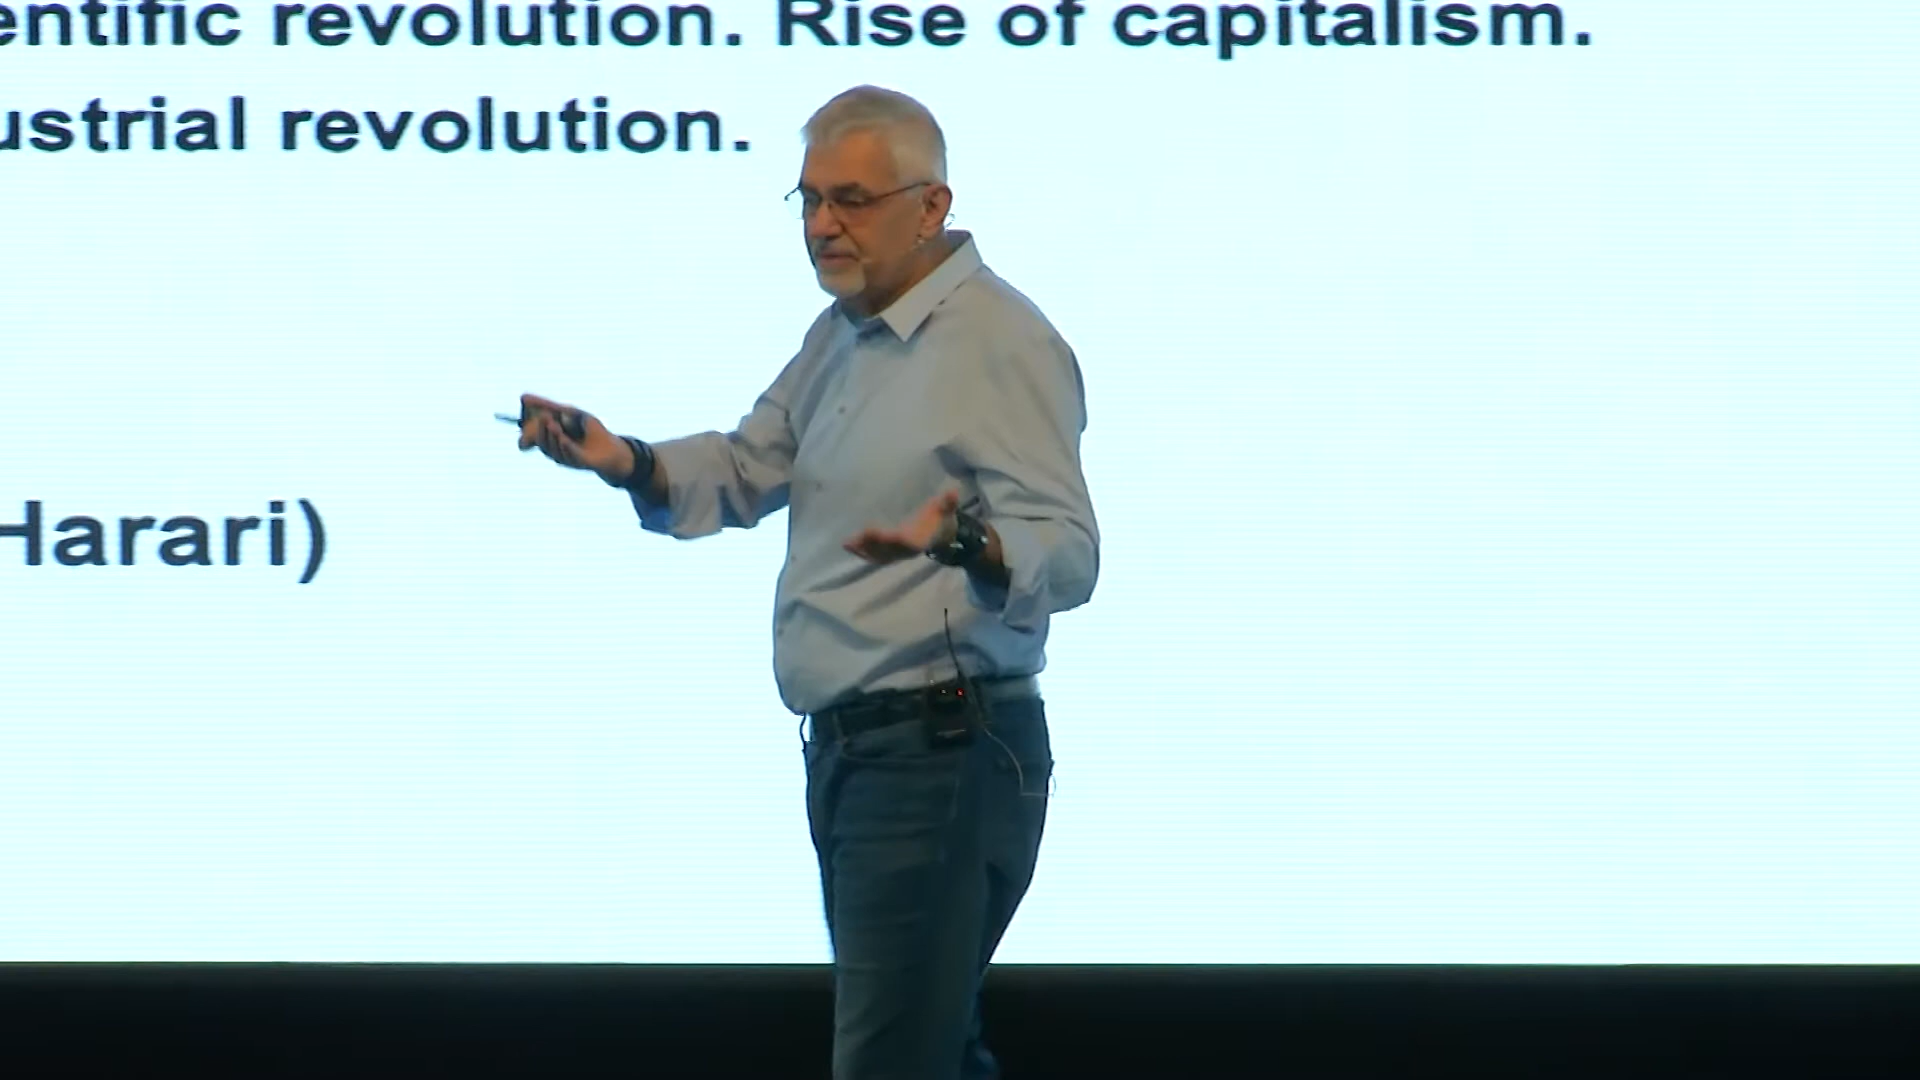 entific revolution. Rise of capitalism.
ustrial revolution.
Harari)